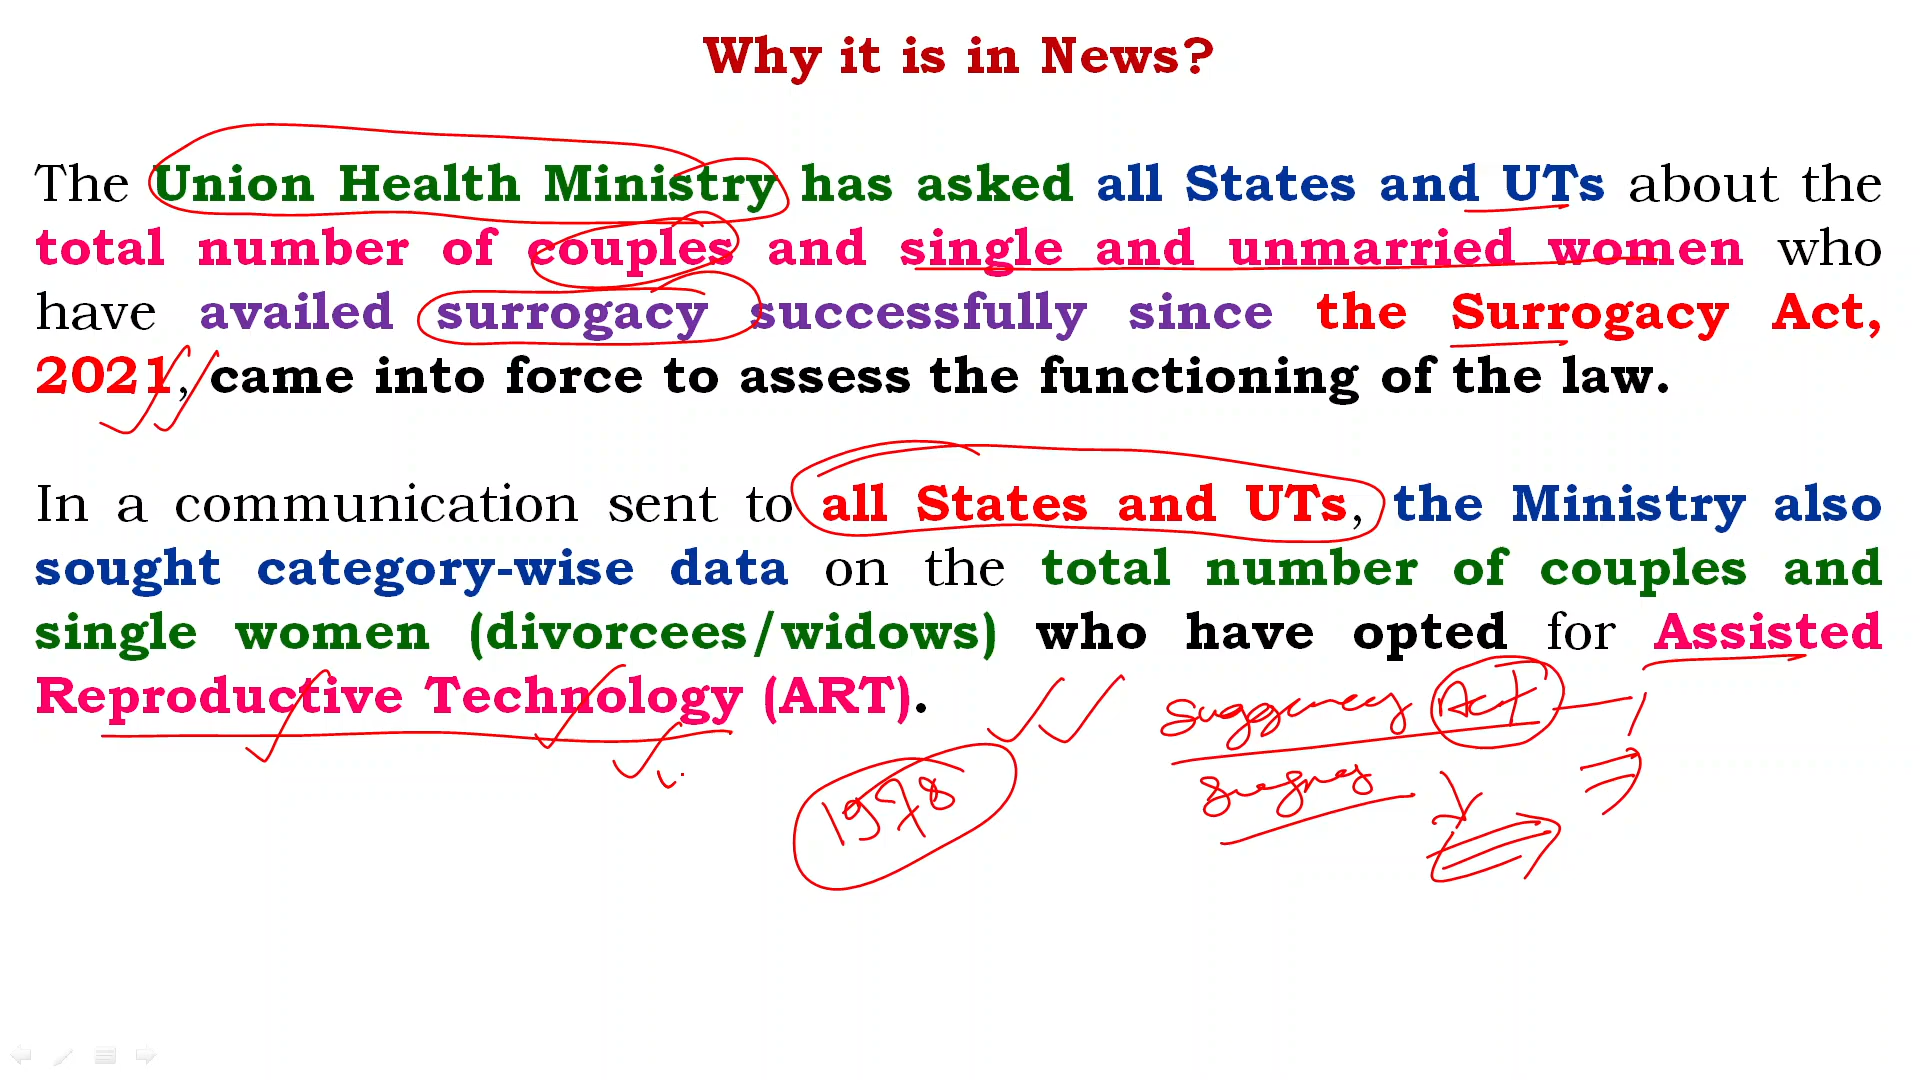 Why it is in News?
The Union Health Ministry has asked all States and UTs about the
total number of couples and single and unmarried women who
have availed surrogacy successfully since the Surrogacy Act,
2021, came into force to assess the functioning of the law.
In a communication sent to all States and UTs, the Ministry also
sought category-wise data on the total number of couples and
single women (divorcees/widows) who have opted for Assisted
Reproductive Technology (ART).
Act
1978